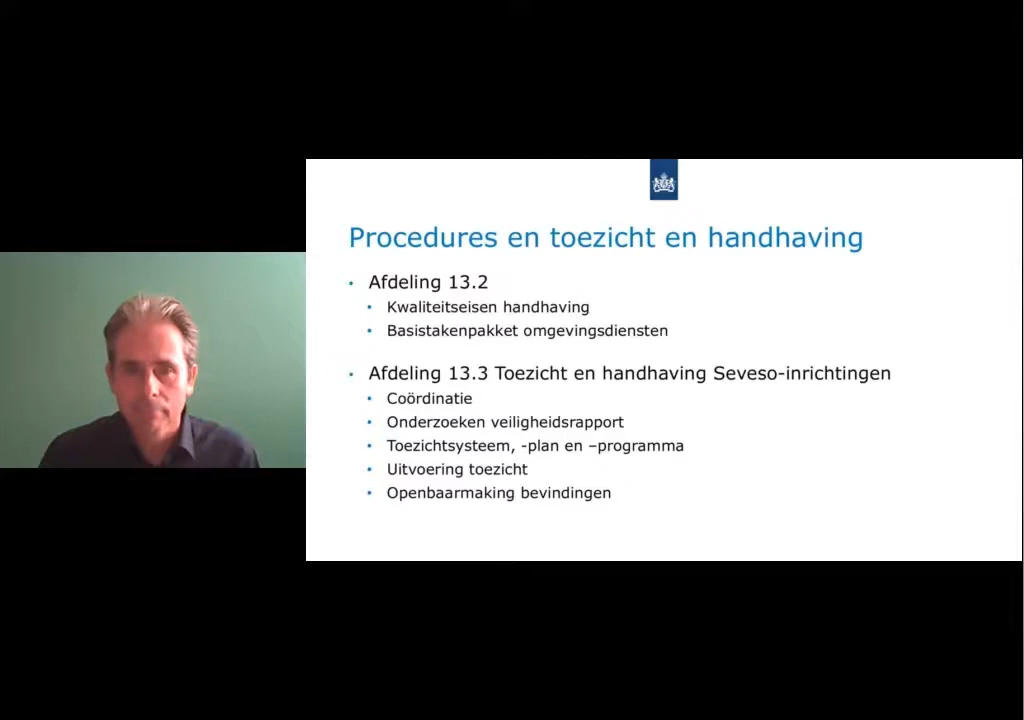 Procedures en toezicht en handhaving
• Afdeling 13.2
• Kwaliteitseisen handhaving
• Basistakenpakket omgevingsdiensten
• Afdeling 13.3 Toezicht en handhaving Seveso-inrichtingen
• Coördinatie
• Onderzoeken veiligheidsrapport
• Toezichtsysteem, -plan en –programma
• Uitvoering toezicht
• Openbaarmaking bevindingen